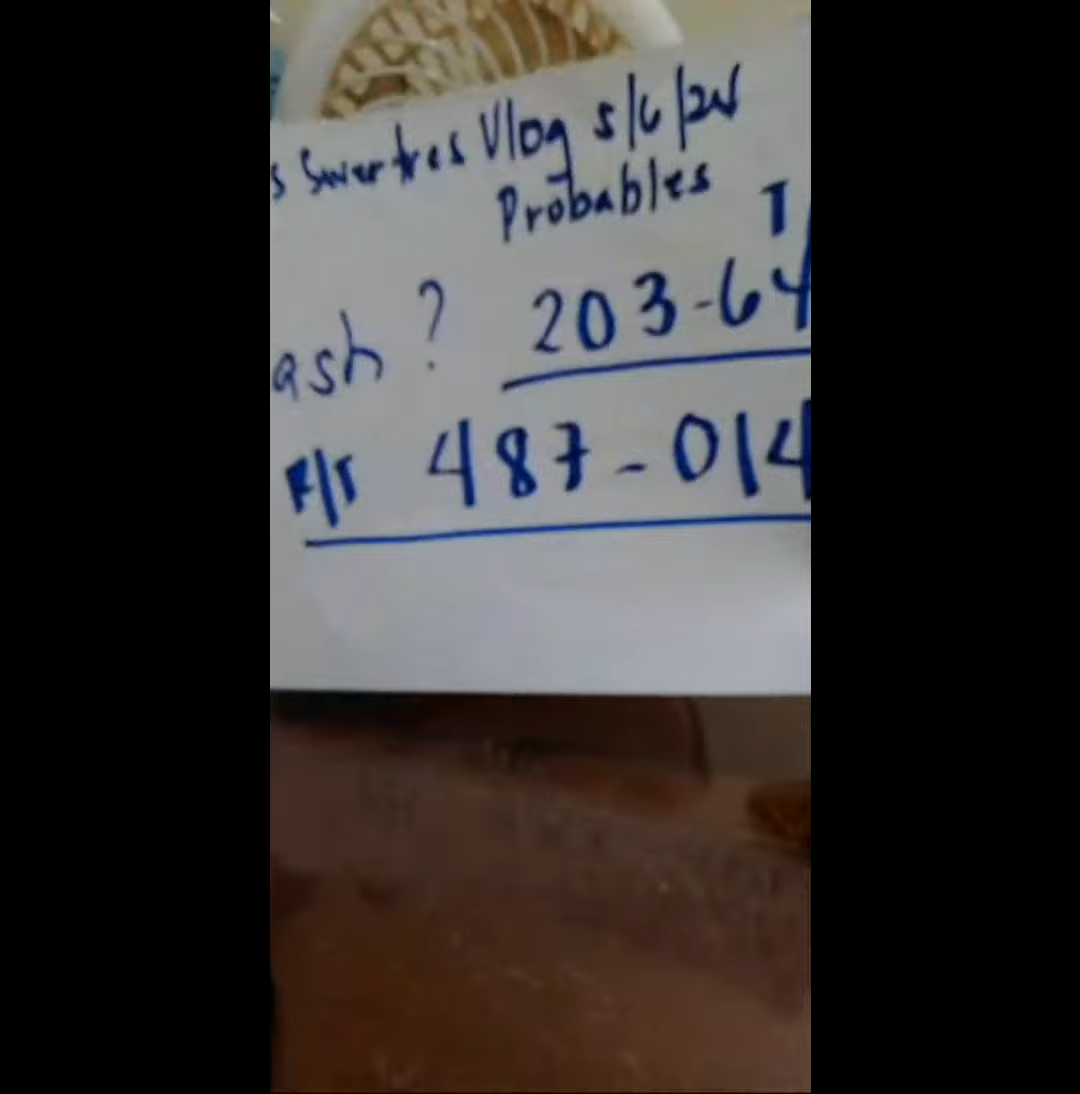 s Swertres Vlog 5/6/24
Probables
T
ash? 203-64
P/T 487-014